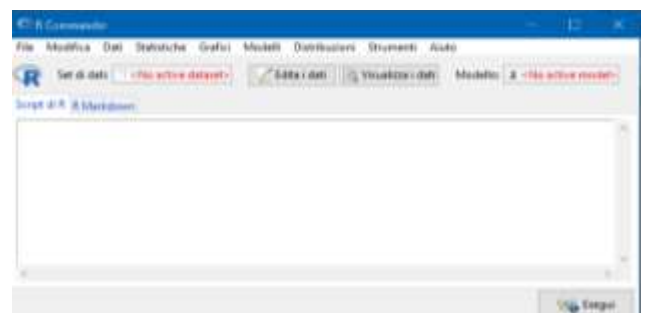 R Commander
File Modifica Dati Statistiche Grafici Modelli Distribuzioni Strumenti Aiuto
R Set di dati: <No active dataset> Edita i dati Visualizza i dati Modello: Σ <No active model>
Script di R R Markdown
Esegui